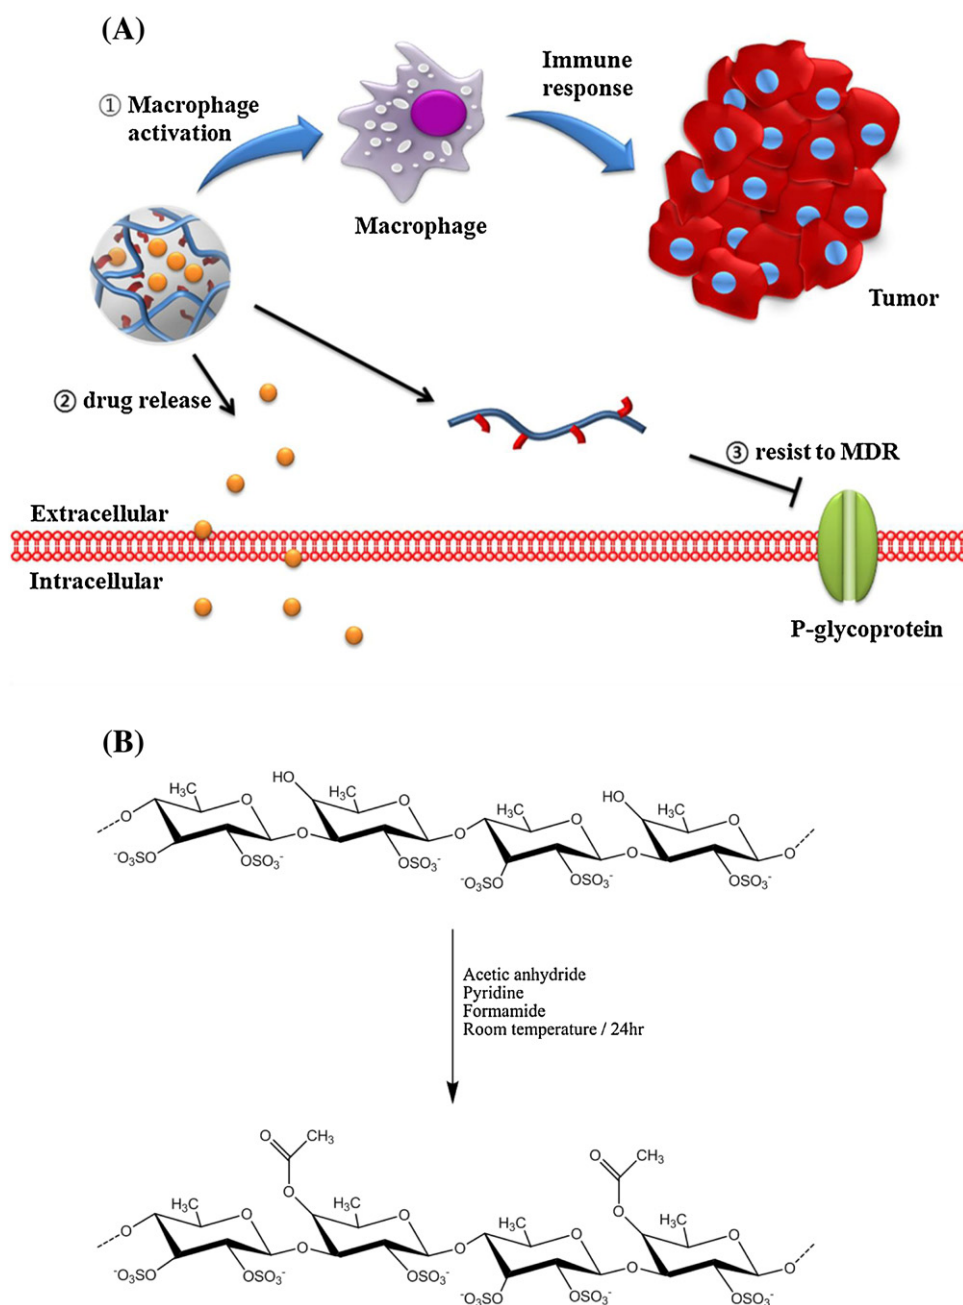 (A)
① Macrophage
activation
Immune
response
Macrophage
Tumor
② drug release
③ resist to MDR
Extracellular
Intracellular
P-glycoprotein
(B)
HO
H₃C
H₃C
O
O
H₃C
HO
H₃C
O
O
O
O
O
O
O
⁻O₃SO
OSO₃⁻
OSO₃⁻
⁻O₃SO
OSO₃⁻
OSO₃⁻
Acetic anhydride
Pyridine
Formamide
Room temperature / 24hr
O
CH₃
O
CH₃
O
O
H₃C
H₃C
O
O
H₃C
H₃C
O
O
O
O
O
O
O
⁻O₃SO
OSO₃⁻
OSO₃⁻
⁻O₃SO
OSO₃⁻
OSO₃⁻